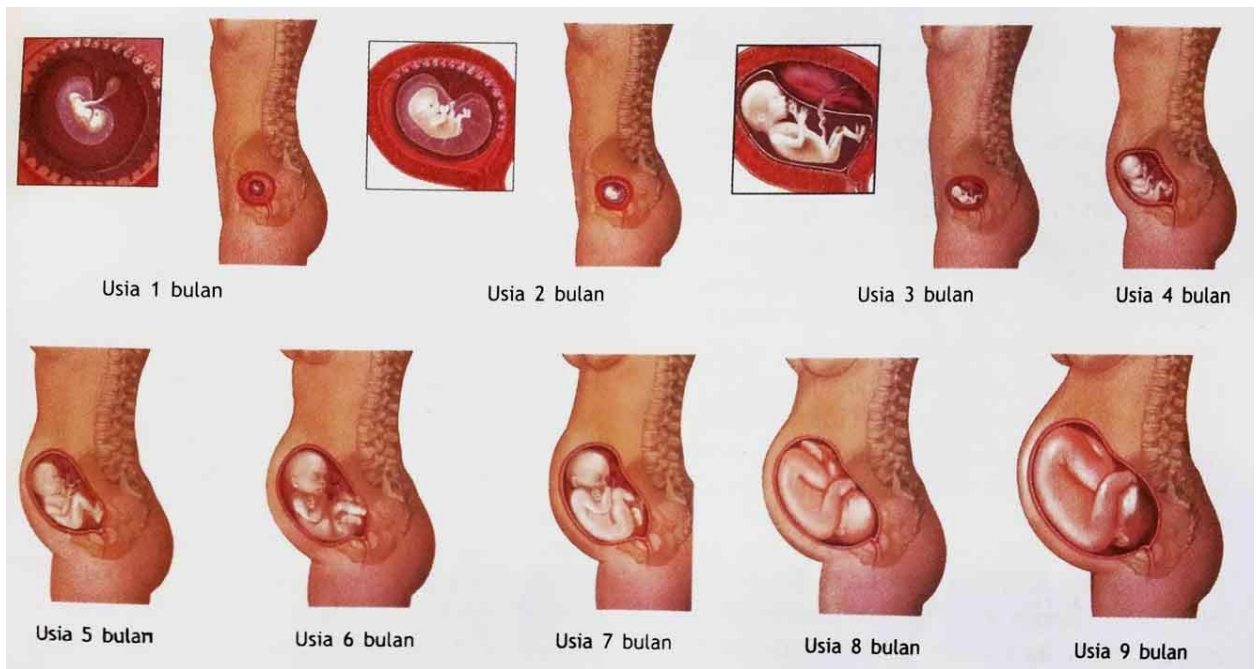 Usia 1 bulan
Usia 2 bulan
Usia 3 bulan
Usia 4 bulan
Usia 5 bulan
Usia 6 bulan
Usia 7 bulan
Usia 8 bulan
Usia 9 bulan